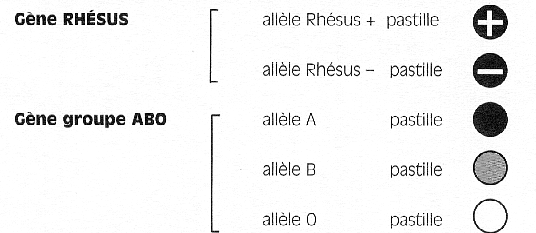 Gène RHÉSUS allèle Rhésus + pastille +
allèle Rhésus – pastille –
Gène groupe ABO allèle A pastille
allèle B pastille
allèle O pastille